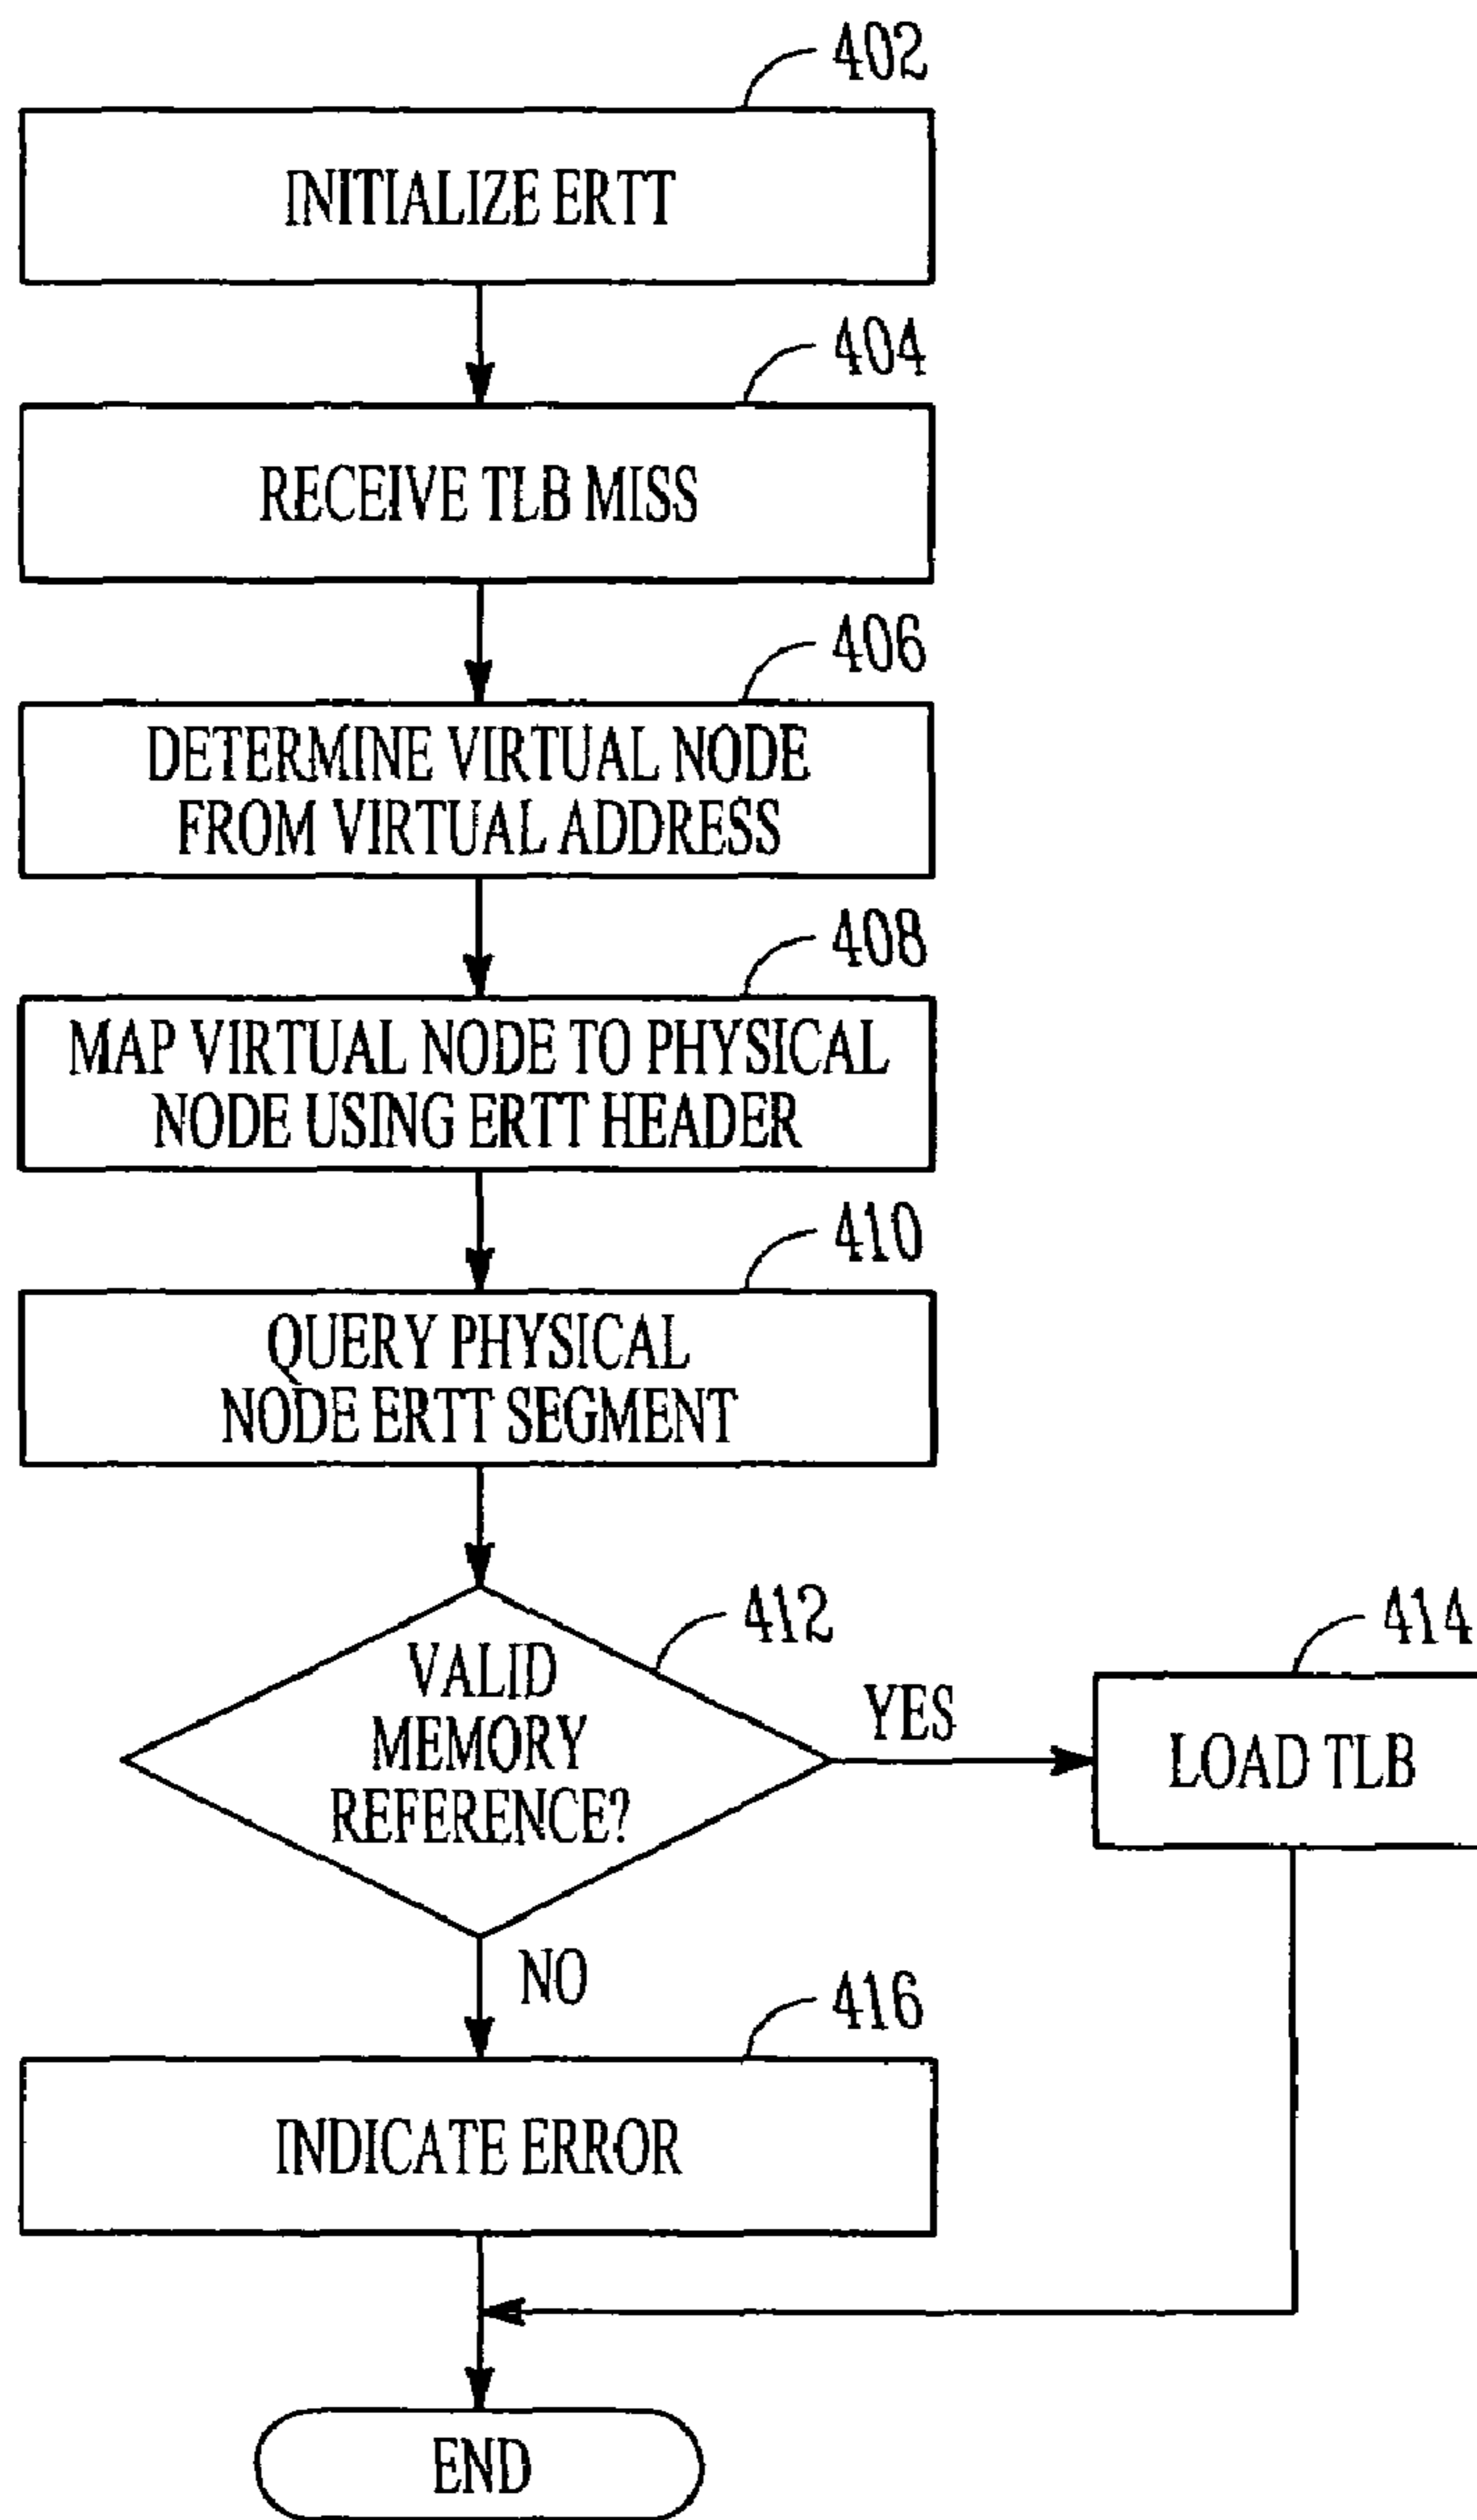 402
INITIALIZE ERTT
404
RECEIVE TLB MISS
406
DETERMINE VIRTUAL NODE
FROM VIRTUAL ADDRESS
408
MAP VIRTUAL NODE TO PHYSICAL
NODE USING ERTT HEADER
410
QUERY PHYSICAL
NODE ERTT SEGMENT
412
VALID
MEMORY
REFERENCE?
YES
414
LOAD TLB
NO
416
INDICATE ERROR
END